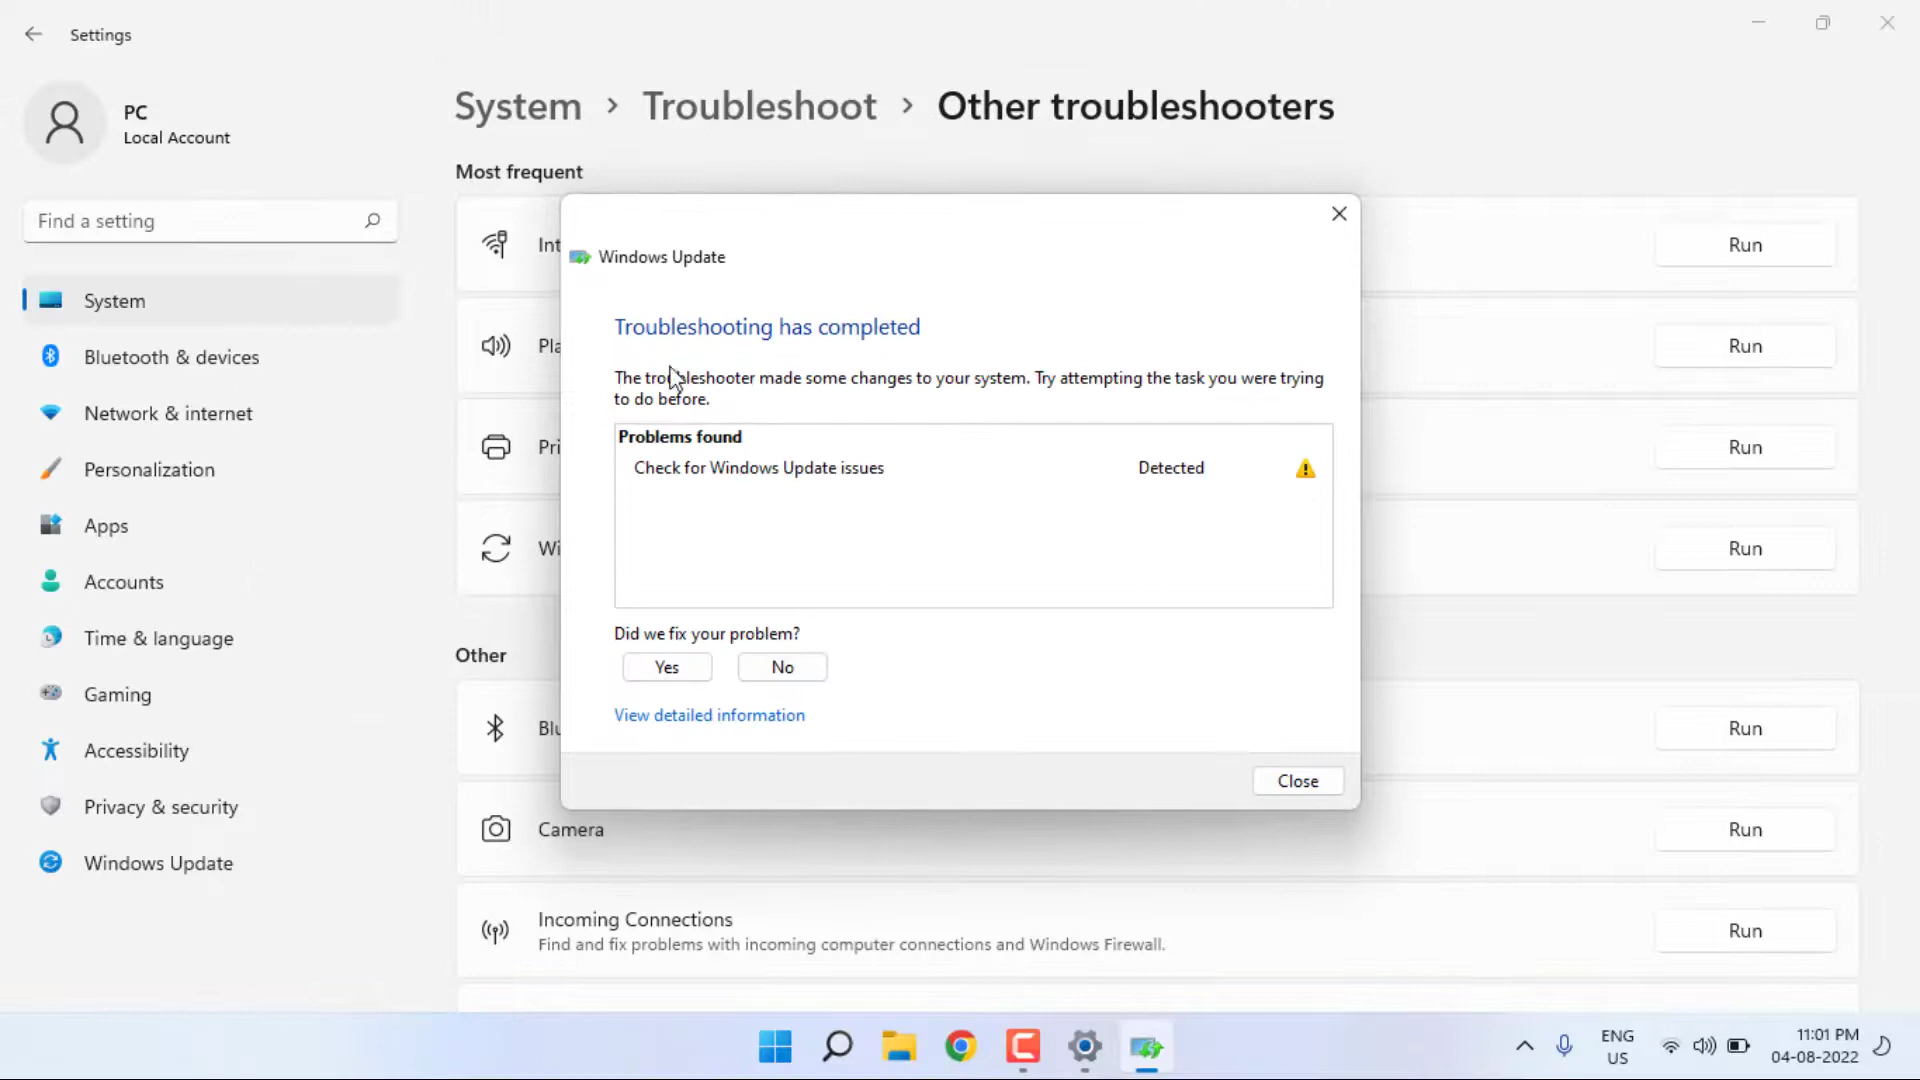 Settings
PC
Local Account
Find a setting
System
Bluetooth & devices
Network & internet
Personalization
Apps
Accounts
Time & language
Gaming
Accessibility
Privacy & security
Windows Update
System > Troubleshoot > Other troubleshooters
Most frequent
Int
Run
Pla
Run
Pri
Run
Wi
Run
Other
Blu
Run
Camera
Run
Incoming Connections
Find and fix problems with incoming computer connections and Windows Firewall.
Run
Windows Update
Troubleshooting has completed
The troubleshooter made some changes to your system. Try attempting the task you were trying
to do before.
Problems found
Check for Windows Update issues Detected
Did we fix your problem?
Yes No
View detailed information
Close
ENG
US
11:01 PM
04-08-2022